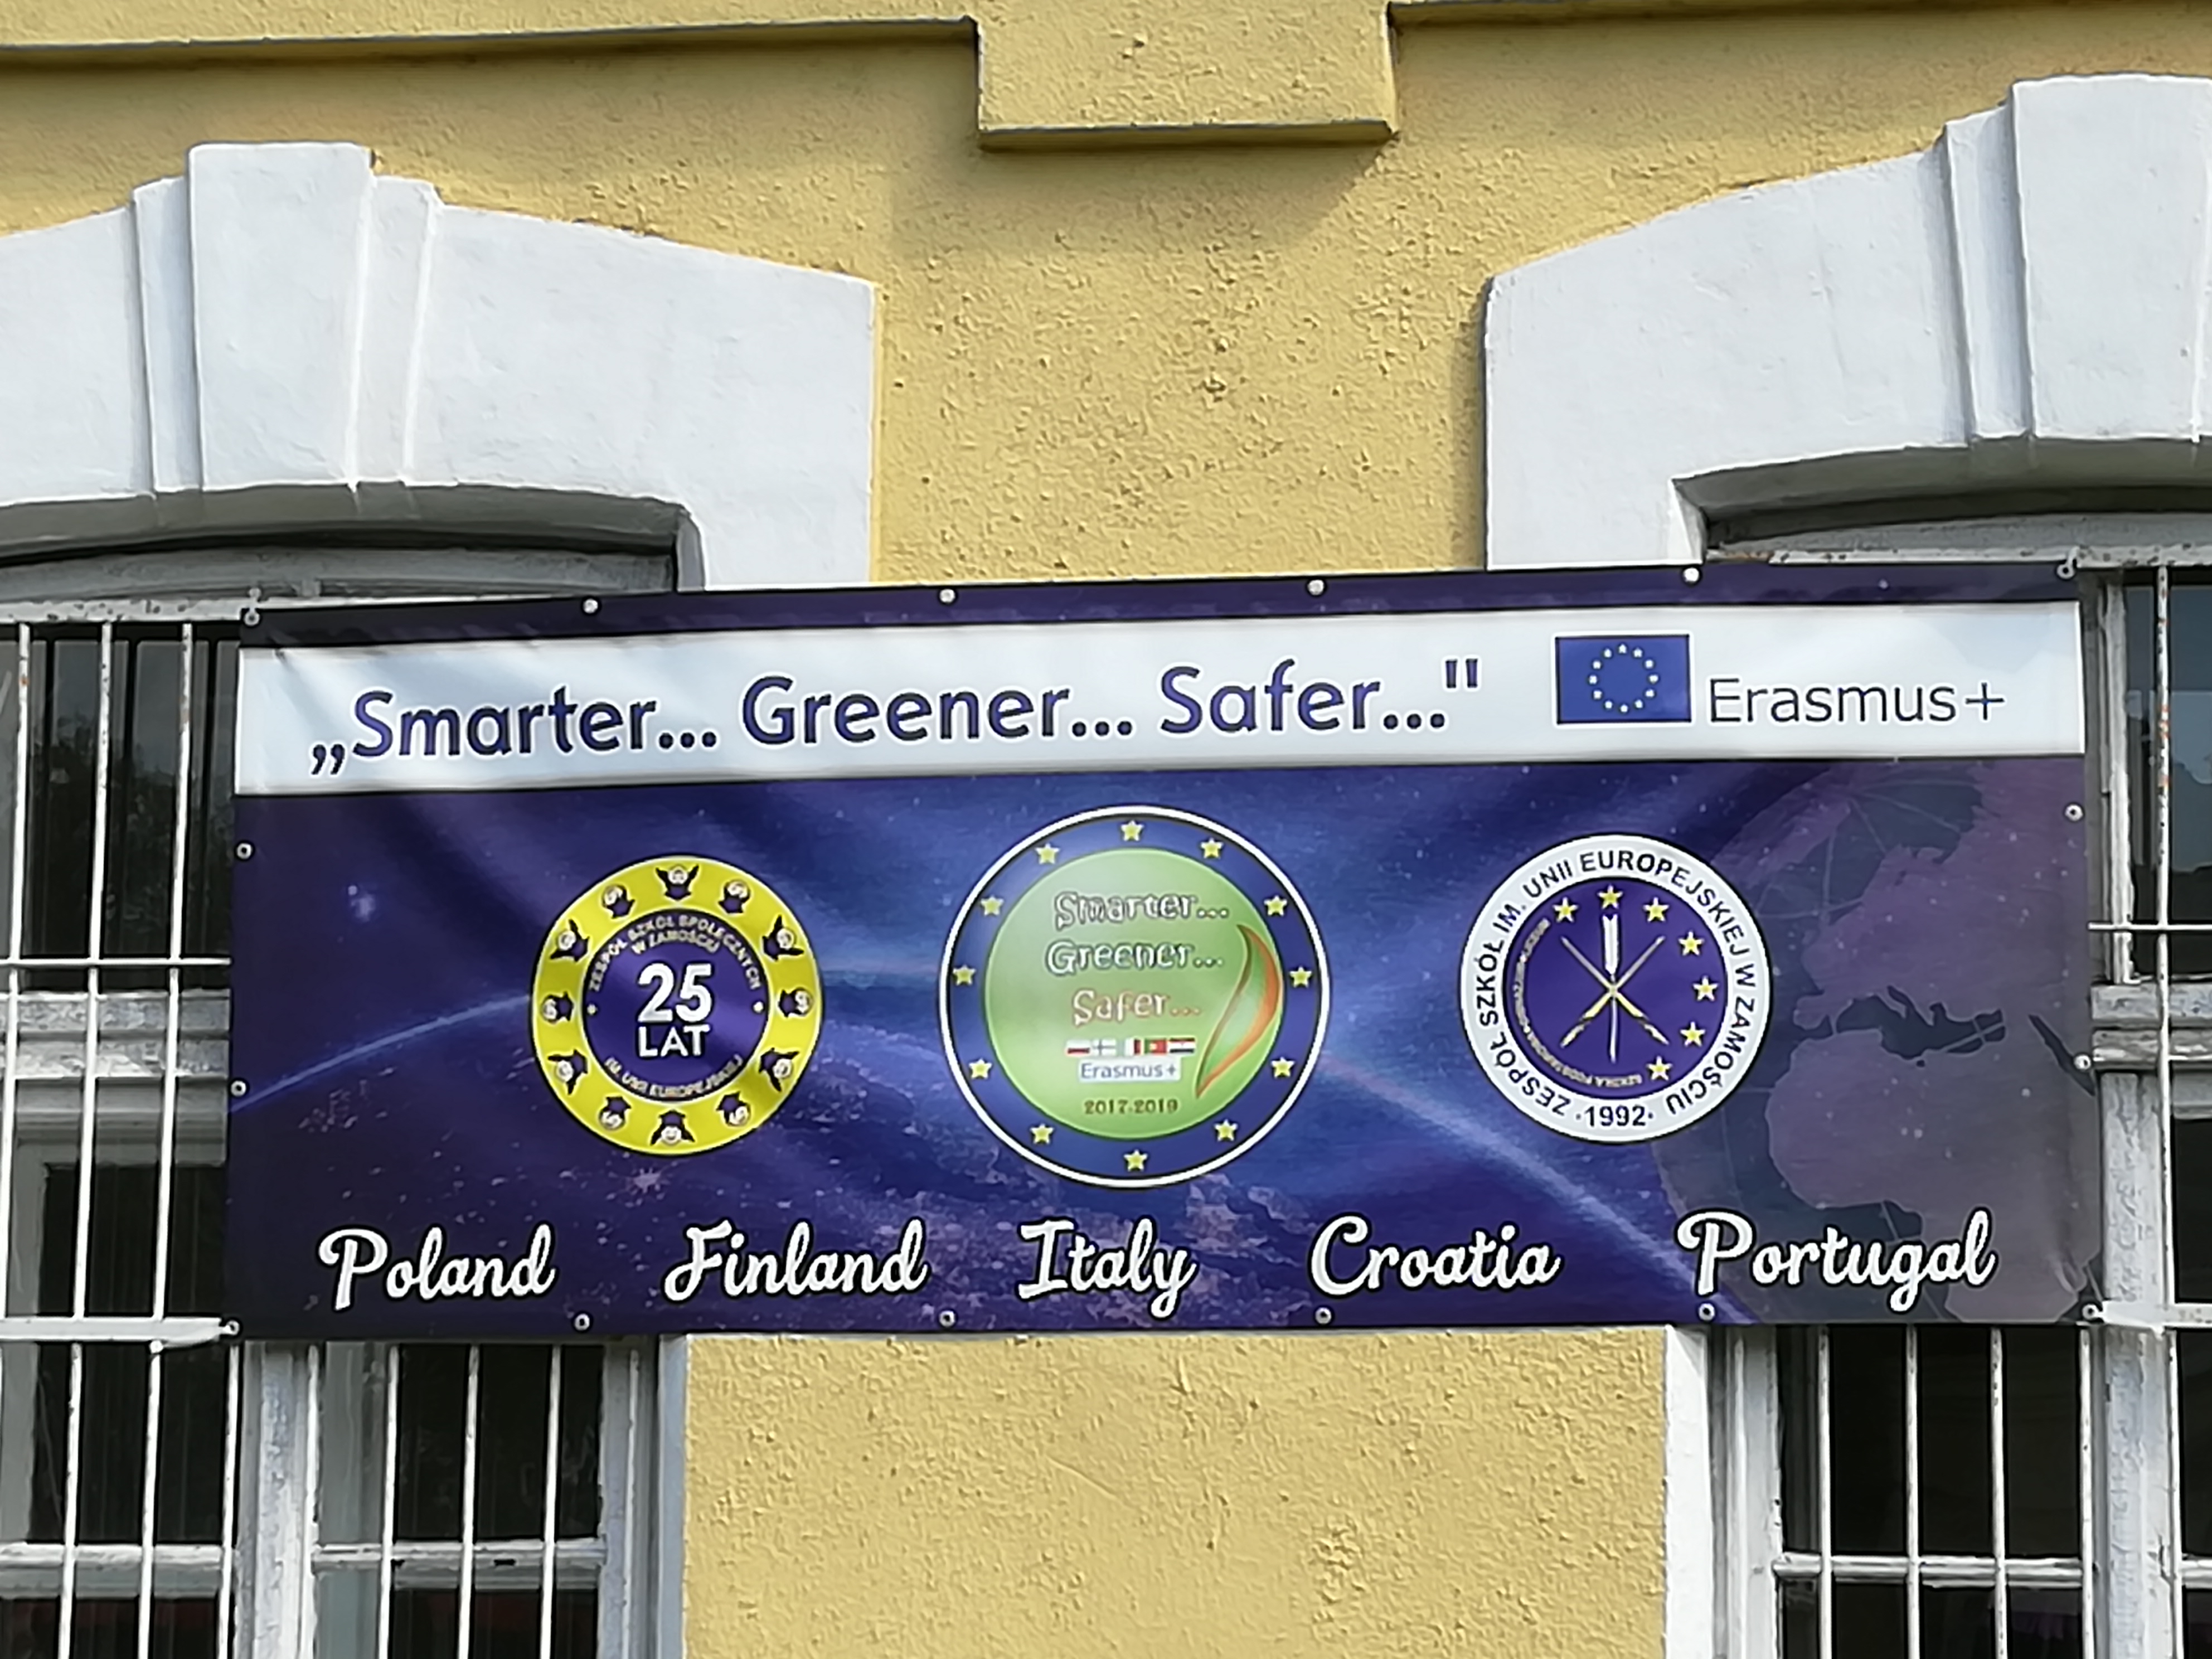 „Smarter... Greener... Safer..."
Erasmus+
ZESPÓŁ SZKÓŁ SPOŁECZNYCH
W ZAMOŚCIU
25
LAT
IM. UNII EUROPEJSKIEJ
Smarter...
Greener...
Safer...
Erasmus+
2017-2019
ZESPÓŁ SZKÓŁ IM. UNII EUROPEJSKIEJ W ZAMOŚCIU
·1992·
Poland Finland Italy Croatia Portugal